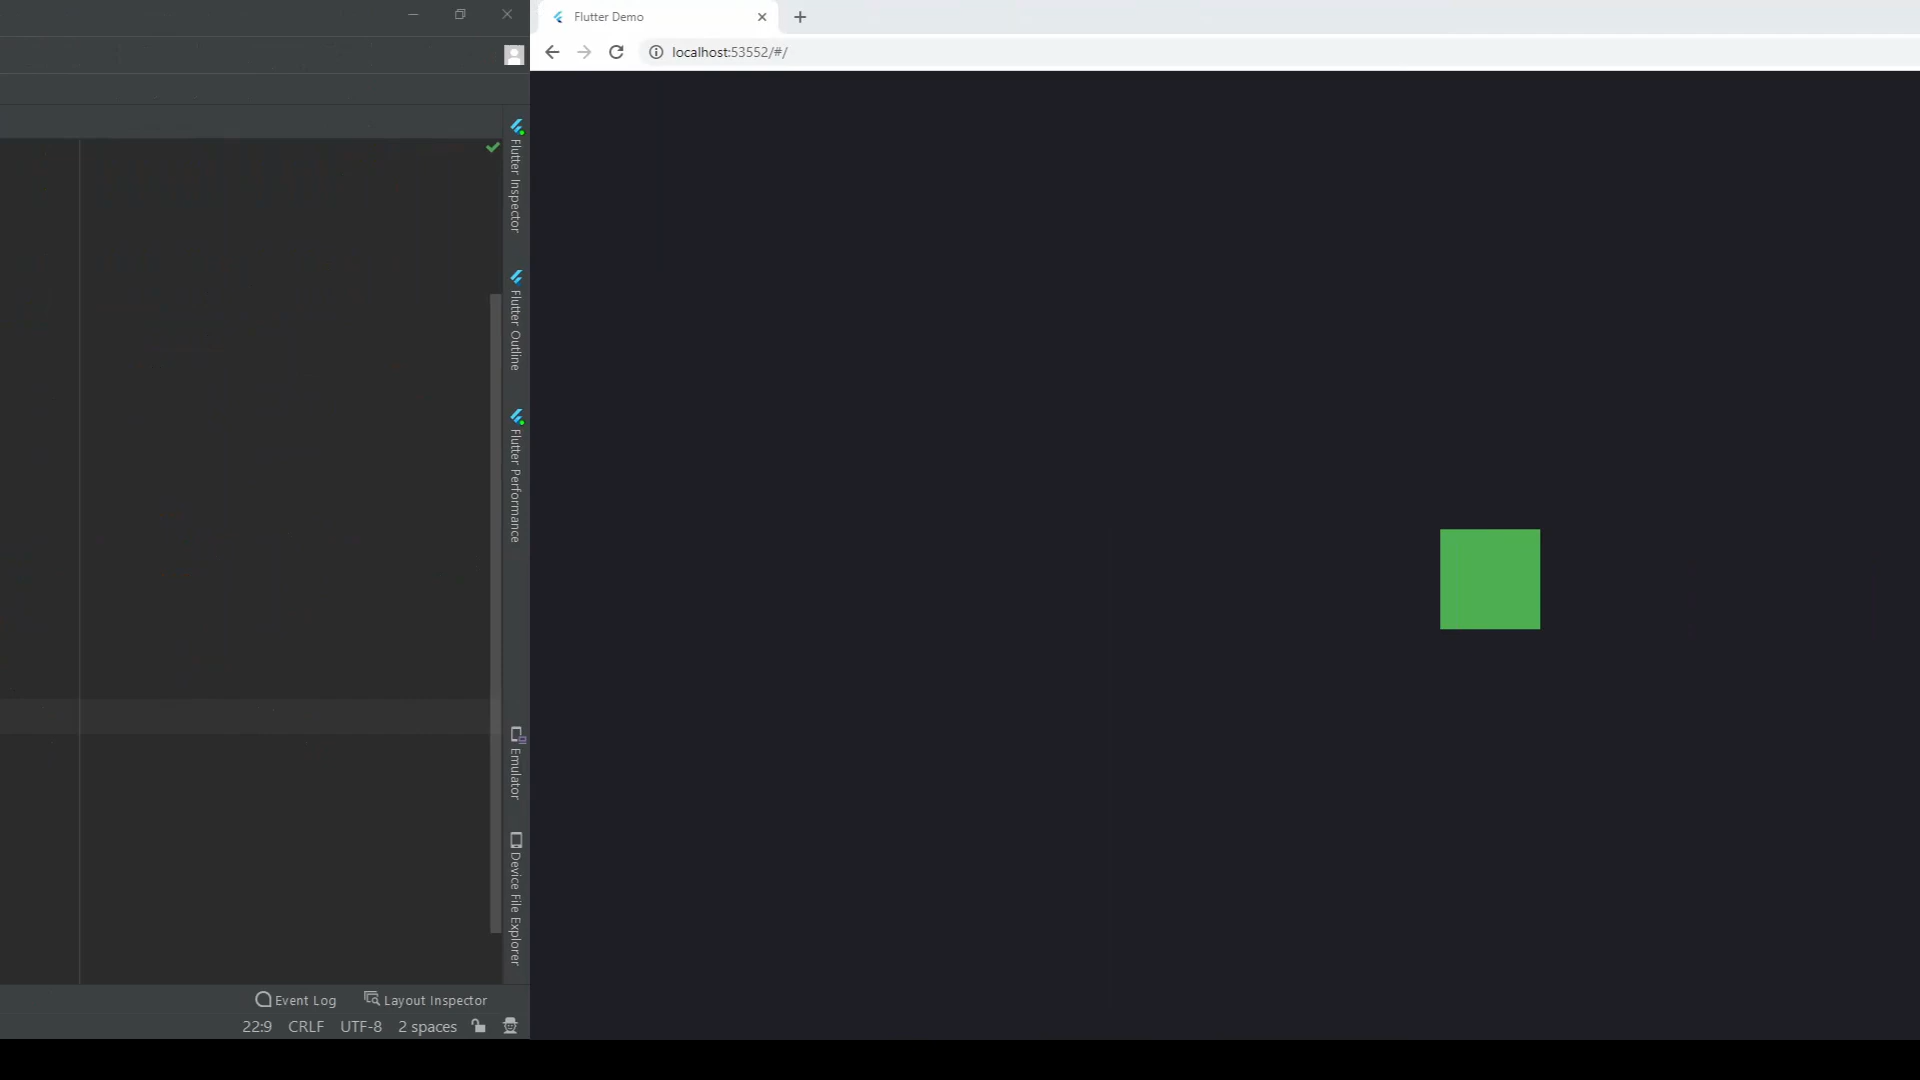 Flutter Demo
localhost:53552/#/
Flutter Inspector
Flutter Outline
Flutter Performance
Emulator
Device File Explorer
Event Log
Layout Inspector
22:9 CRLF UTF-8 2 spaces